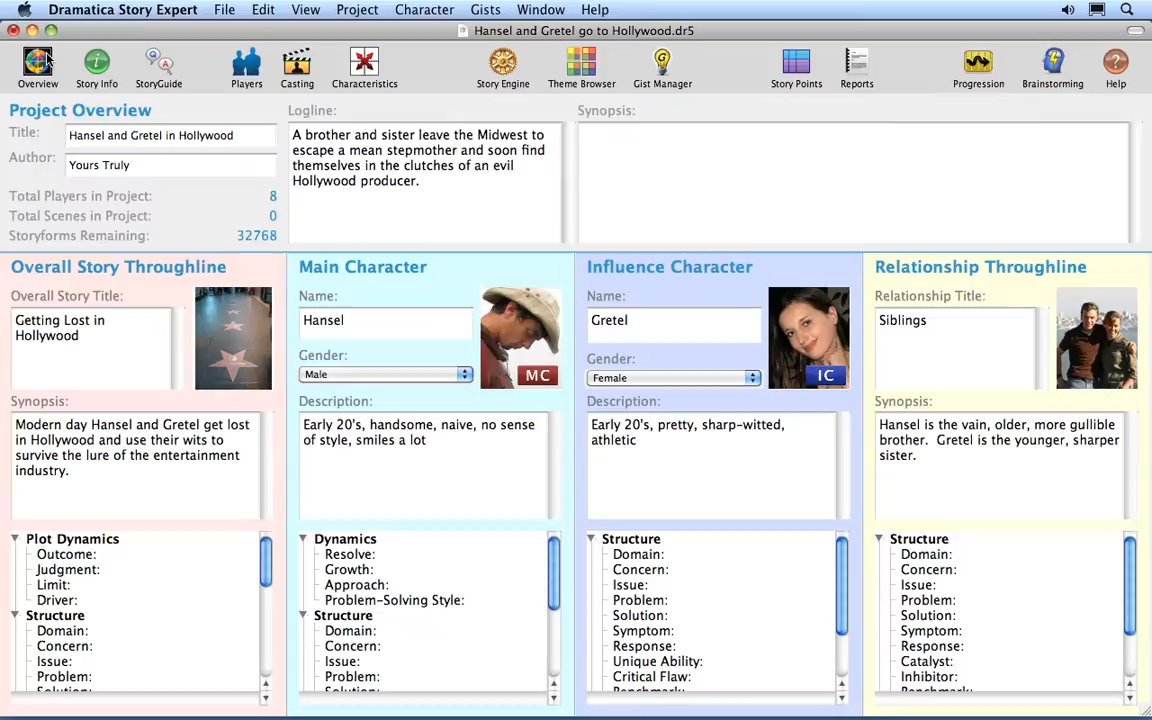 Dramatica Story Expert File Edit View Project Character Gists Window Help
Hansel and Gretel go to Hollywood.dr5
Overview Story Info StoryGuide Players Casting Characteristics Story Engine Theme Browser Gist Manager Story Points Reports Progression Brainstorming Help
Project Overview
Title: Hansel and Gretel in Hollywood
Author: Yours Truly
Total Players in Project: 8
Total Scenes in Project: 0
Storyforms Remaining: 32768
Logline:
A brother and sister leave the Midwest to
escape a mean stepmother and soon find
themselves in the clutches of an evil
Hollywood producer.
Synopsis:
Overall Story Throughline
Overall Story Title:
Getting Lost in
Hollywood
Synopsis:
Modern day Hansel and Gretel get lost
in Hollywood and use their wits to
survive the lure of the entertainment
industry.
Plot Dynamics
Outcome:
Judgment:
Limit:
Driver:
Structure
Domain:
Concern:
Issue:
Problem:
Solution:
Main Character
Name:
Hansel
Gender:
Male
MC
Description:
Early 20's, handsome, naive, no sense
of style, smiles a lot
Dynamics
Resolve:
Growth:
Approach:
Problem-Solving Style:
Structure
Domain:
Concern:
Issue:
Problem:
Solution:
Influence Character
Name:
Gretel
Gender:
Female
IC
Description:
Early 20's, pretty, sharp-witted,
athletic
Structure
Domain:
Concern:
Issue:
Problem:
Solution:
Symptom:
Response:
Unique Ability:
Critical Flaw:
Benchmark:
Relationship Throughline
Relationship Title:
Siblings
Synopsis:
Hansel is the vain, older, more gullible
brother. Gretel is the younger, sharper
sister.
Structure
Domain:
Concern:
Issue:
Problem:
Solution:
Symptom:
Response:
Catalyst:
Inhibitor:
Benchmark: